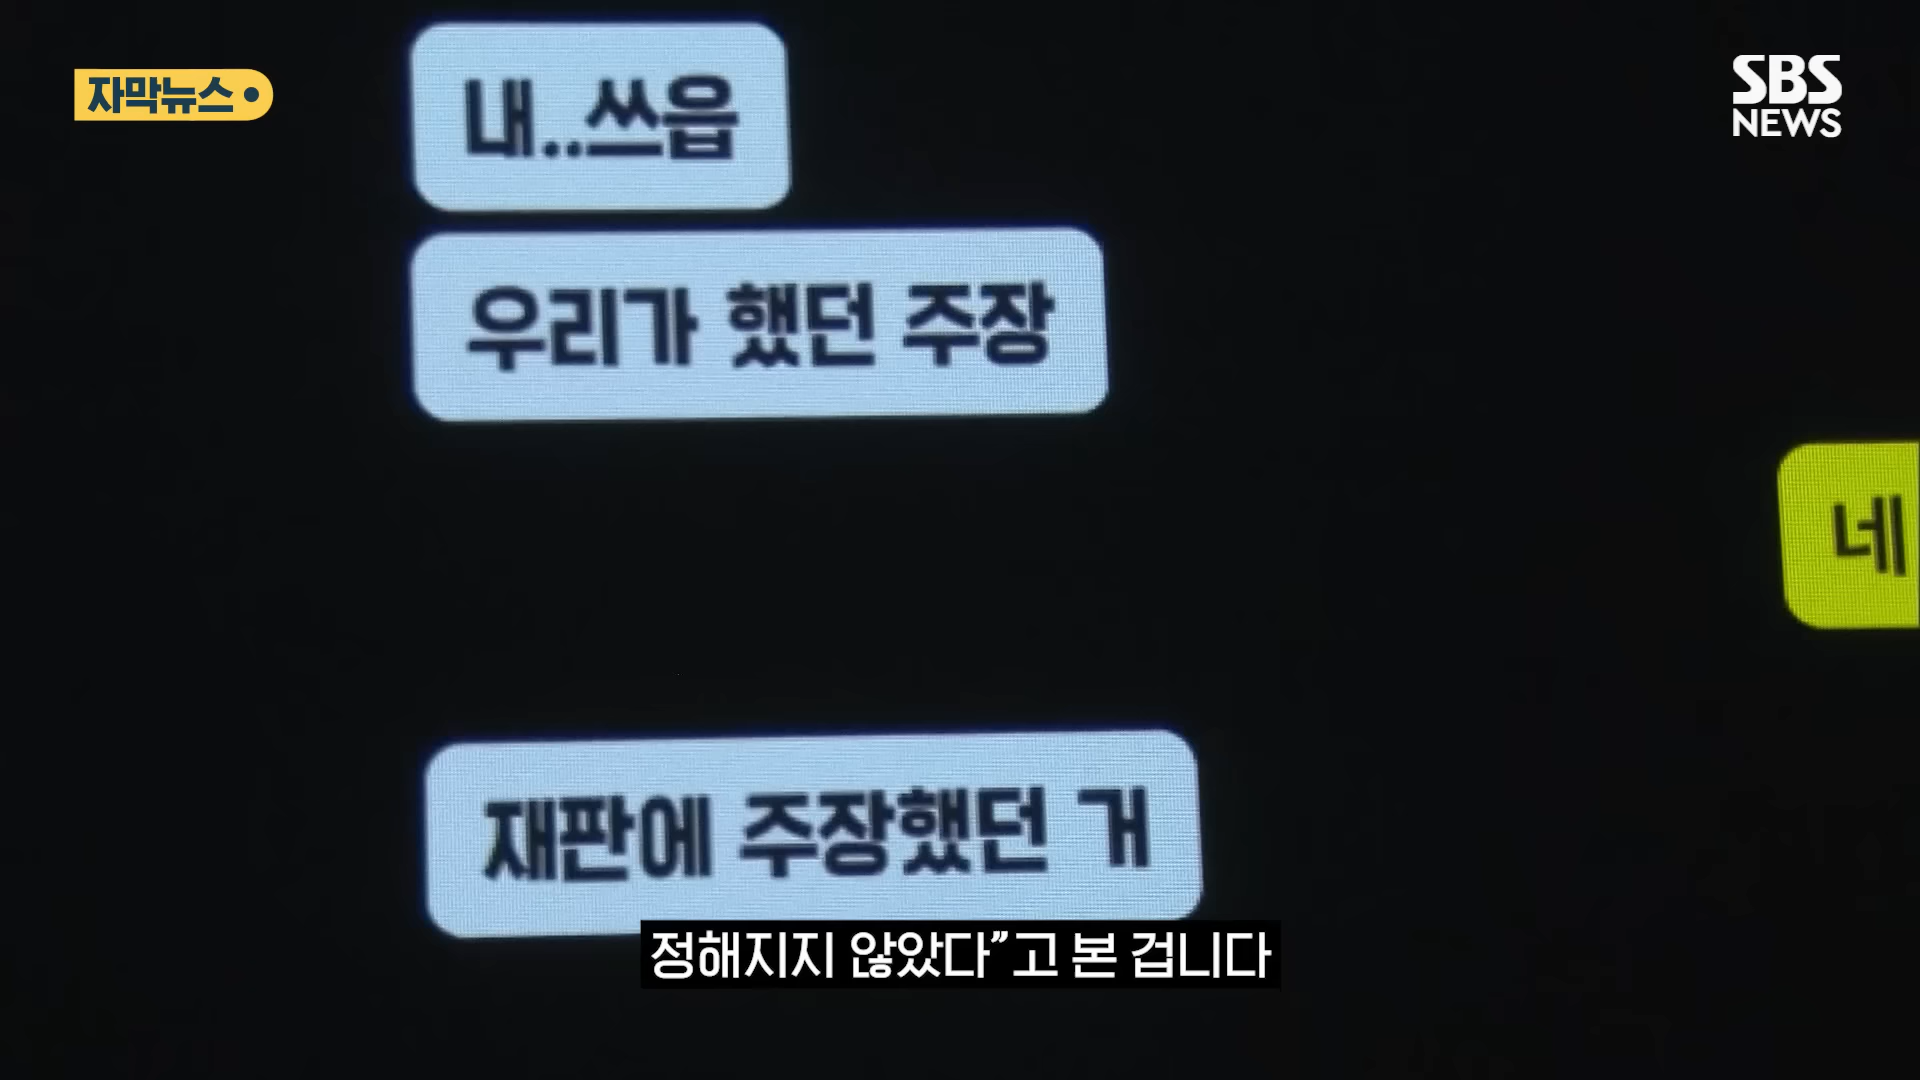 자막뉴스
SBS
NEWS
내..쓰읍
우리가 했던 주장
네
재판에 주장했던 거
정해지지 않았다”고 본 겁니다